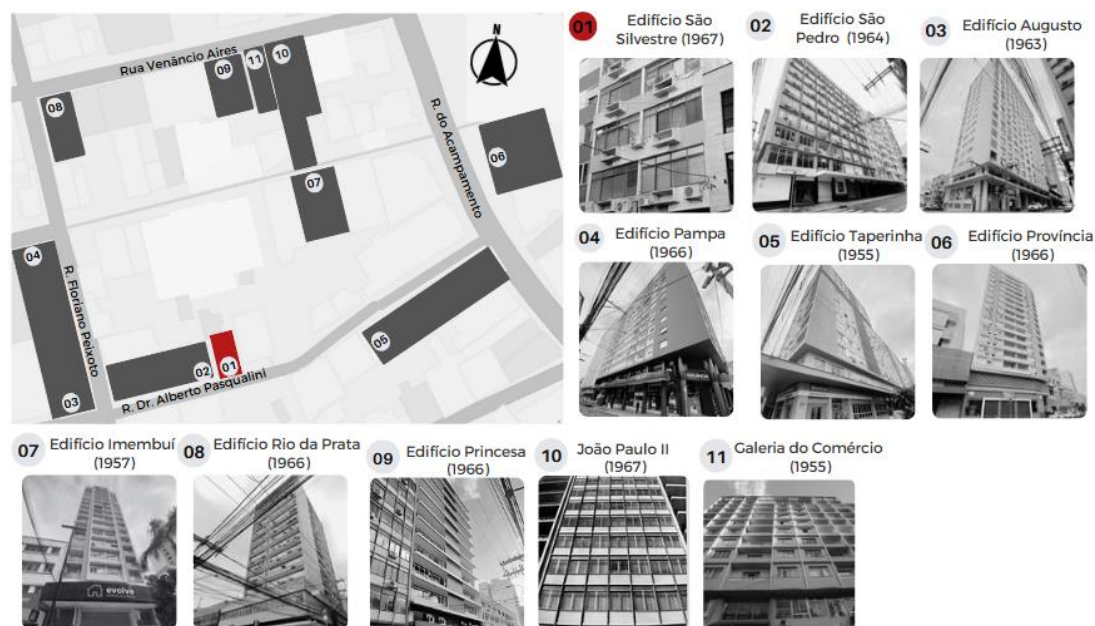 N
Rua Venâncio Aires
R. do Acampamento
R. Floriano Peixoto
R. Dr. Alberto Pasqualini
08
09
11
10
06
07
04
05
02
01
03
01
Edifício São
Silvestre (1967)
02
Edifício São
Pedro (1964)
03
Edifício Augusto
(1963)
04
Edifício Pampa
(1966)
05
Edifício Taperinha
(1955)
06
Edifício Província
(1966)
07
Edifício Imembuí
(1957)
evolve
08
Edifício Rio da Prata
(1966)
09
Edifício Princesa
(1966)
10
João Paulo II
(1967)
11
Galeria do Comércio
(1955)